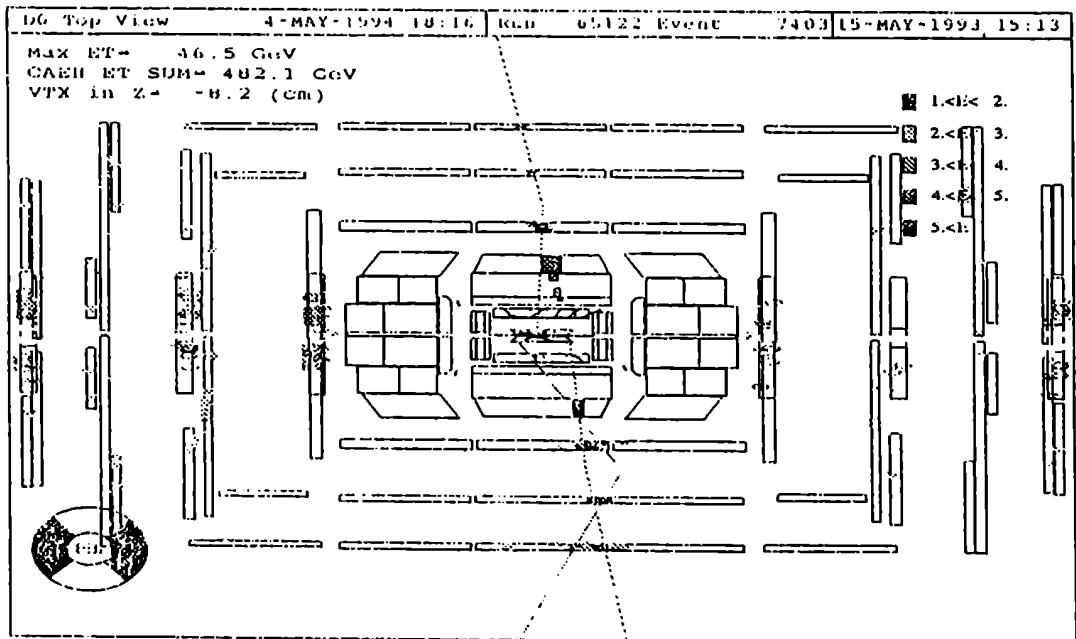 D0 Top View 4-MAY-1994 18:16 Run 65122 Event 7403 15-MAY-1993 15:13
Max ET= 46.5 GeV
CAEH ET SUM= 482.1 GeV
VTX in Z= -8.2 (cm)
1.<E< 2.
2.<E< 3.
3.<E< 4.
4.<E< 5.
5.<E